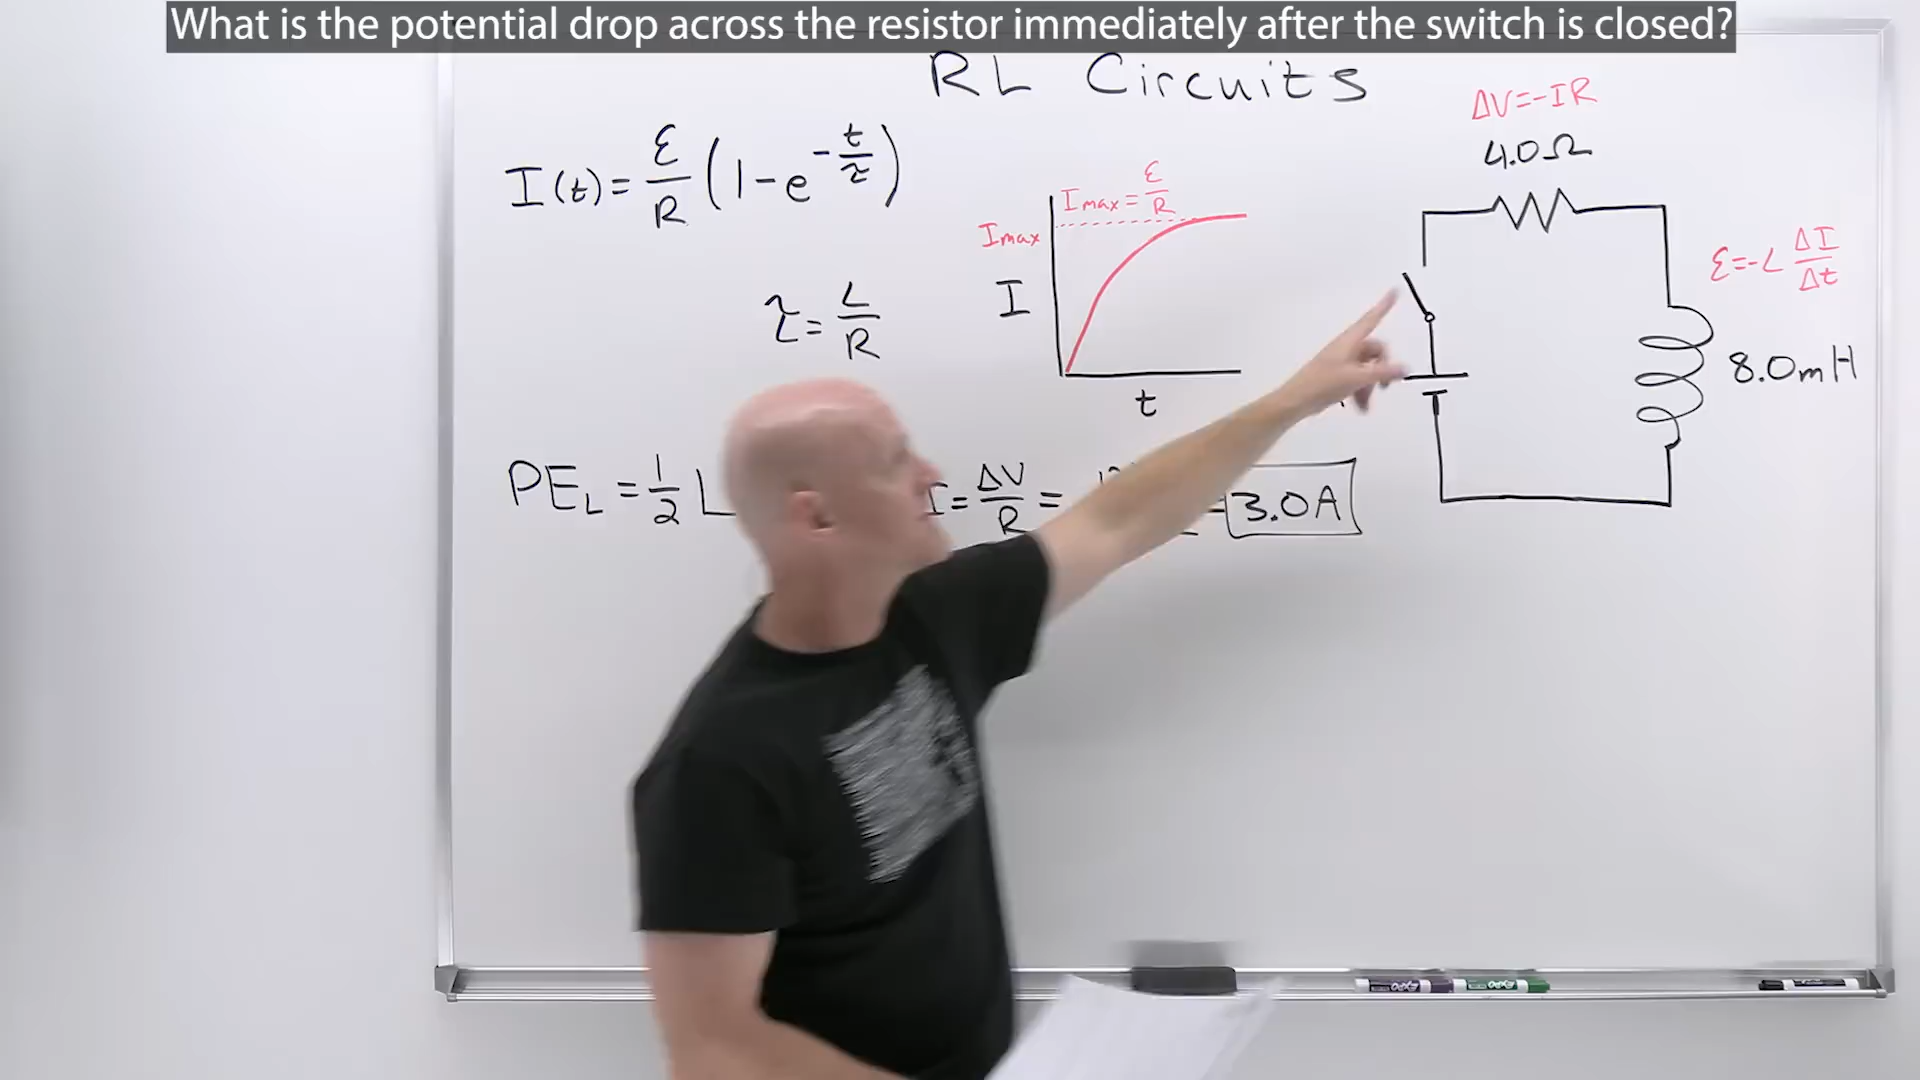 What is the potential drop across the resistor immediately after the switch is closed?
RL Circuits
ΔV=-IR
4.0Ω
I(t)=ℰ/R(1-e^-t/τ)
Imax=ℰ/R
Imax
I
t
ℰ=-L ΔI/Δt
τ=L/R
8.0mH
PE_L=1/2 L
I=ΔV/R=
3.0A